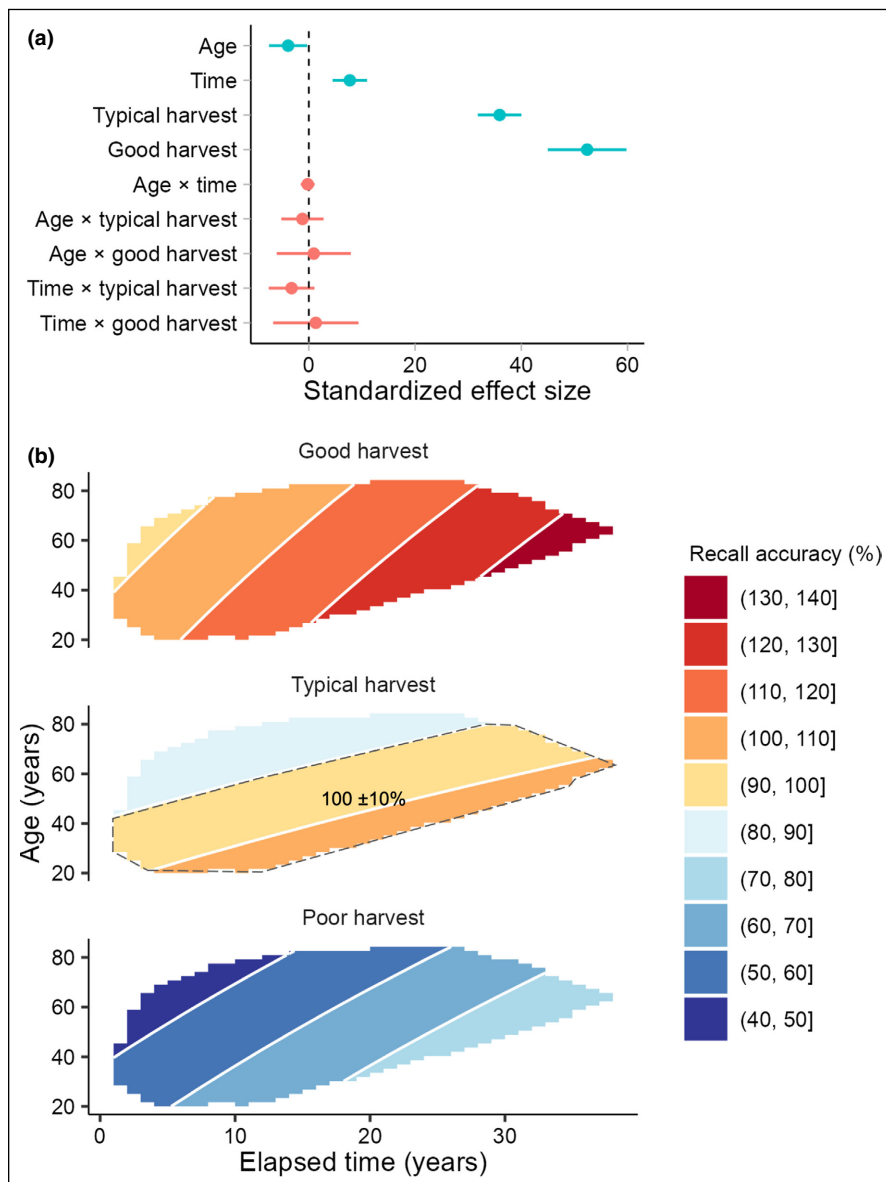 (a)
Age
Time
Typical harvest
Good harvest
Age × time
Age × typical harvest
Age × good harvest
Time × typical harvest
Time × good harvest
0 20 40 60
Standardized effect size
(b)
Good harvest
80
60
40
20
Typical harvest
80
60
40
20
100 ±10%
Age (years)
Poor harvest
80
60
40
20
0 10 20 30
Elapsed time (years)
Recall accuracy (%)
(130, 140]
(120, 130]
(110, 120]
(100, 110]
(90, 100]
(80, 90]
(70, 80]
(60, 70]
(50, 60]
(40, 50]